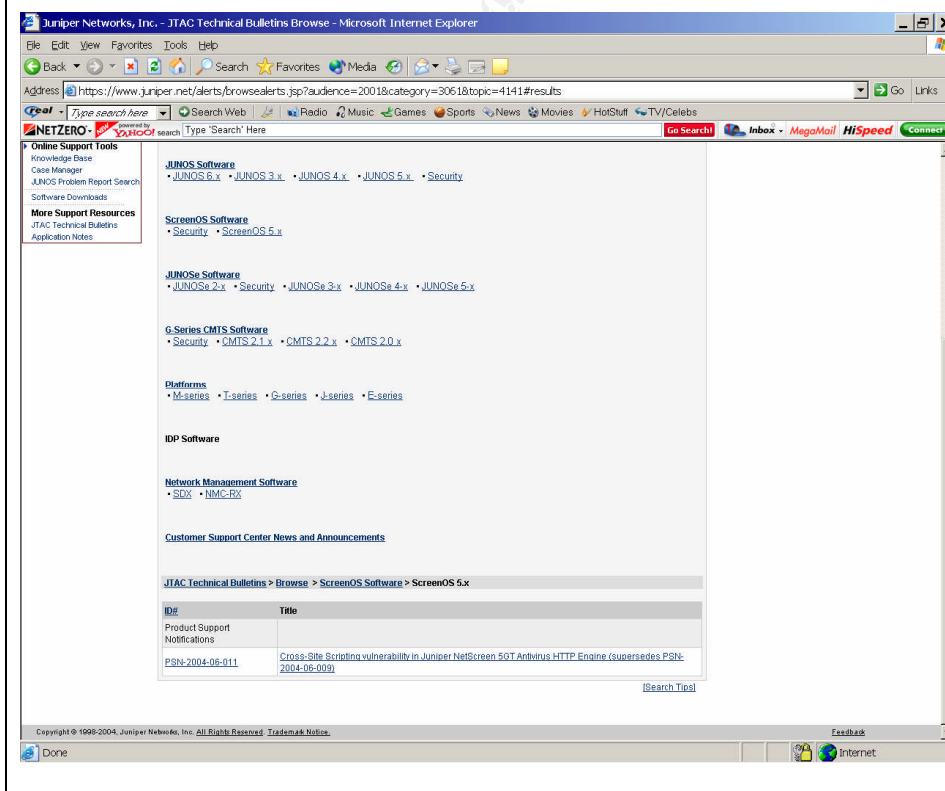 Juniper Networks, Inc. - JTAC Technical Bulletins Browse - Microsoft Internet Explorer
File Edit View Favorites Tools Help
Back Search Favorites Media
Address https://www.juniper.net/alerts/browsealerts.jsp?audience=2001&category=3061&topic=4141#results Go Links
real - Type search here Search Web Radio Music Games Sports News Movies HotStuff TV/Celebs
NETZERO - powered by YAHOO! search Type 'Search' Here Go Search! Inbox - MegaMail HiSpeed Connect
Online Support Tools
Knowledge Base
Case Manager
JUNOS Problem Report Search
Software Downloads
More Support Resources
JTAC Technical Bulletins
Application Notes
JUNOS Software
• JUNOS 6.x • JUNOS 3.x • JUNOS 4.x • JUNOS 5.x • Security
ScreenOS Software
• Security • ScreenOS 5.x
JUNOSe Software
• JUNOSe 2-x • Security • JUNOSe 3-x • JUNOSe 4-x • JUNOSe 5-x
G-Series CMTS Software
• Security • CMTS 2.1 x • CMTS 2.2 x • CMTS 2.0 x
Platforms
• M-series • T-series • G-series • J-series • E-series
IDP Software
Network Management Software
• SDX • NMC-RX
Customer Support Center News and Announcements
JTAC Technical Bulletins > Browse > ScreenOS Software > ScreenOS 5.x
ID# Title
Product Support
Notifications
PSN-2004-06-011 Cross-Site Scripting vulnerability in Juniper NetScreen 5GT Antivirus HTTP Engine (supersedes PSN-
2004-06-009)
[Search Tips]
Copyright © 1998-2004, Juniper Networks, Inc. All Rights Reserved. Trademark Notice. Feedback
Done Internet